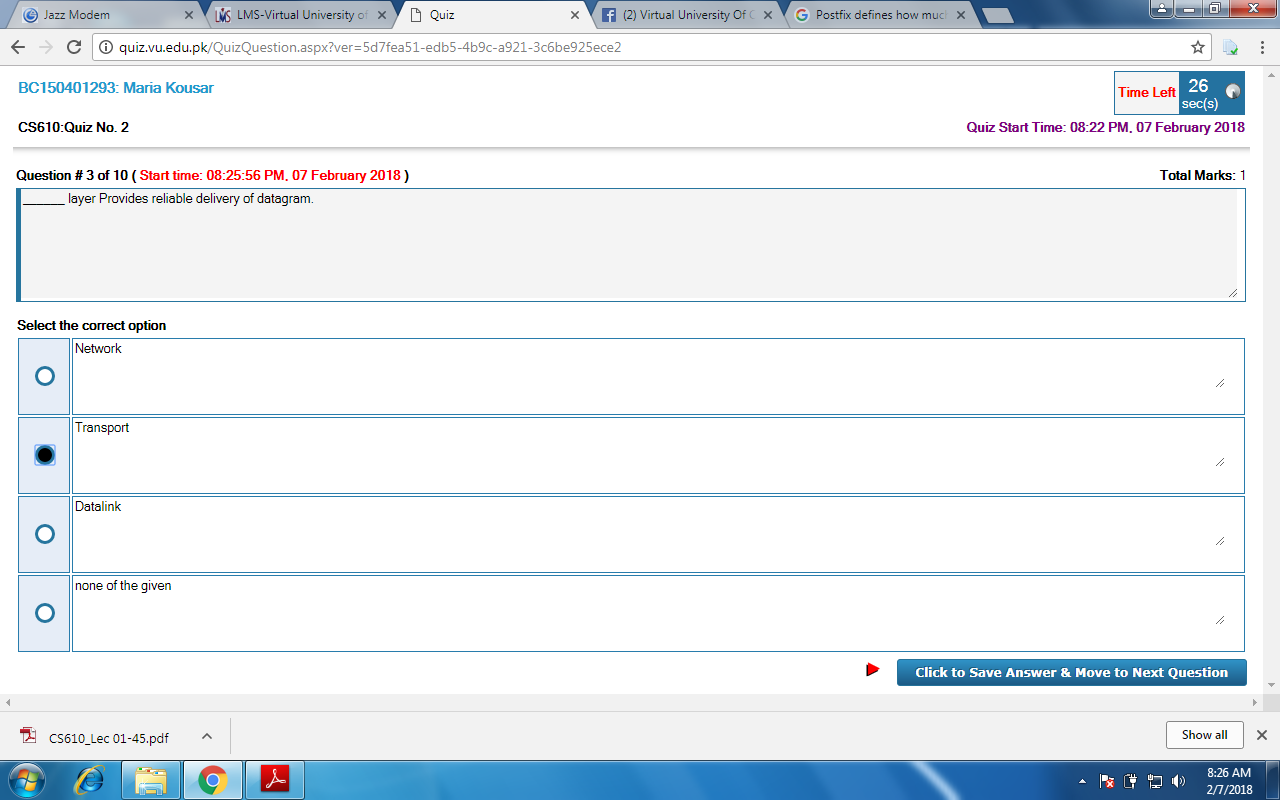 Jazz Modem
LMS-Virtual University of
Quiz
(2) Virtual University Of C
Postfix defines how much
quiz.vu.edu.pk/QuizQuestion.aspx?ver=5d7fea51-edb5-4b9c-a921-3c6be925ece2
BC150401293: Maria Kousar
Time Left
26
sec(s)
CS610:Quiz No. 2
Quiz Start Time: 08:22 PM, 07 February 2018
Question # 3 of 10 ( Start time: 08:25:56 PM, 07 February 2018 )
Total Marks: 1
______ layer Provides reliable delivery of datagram.
Select the correct option
Network
Transport
Datalink
none of the given
Click to Save Answer & Move to Next Question
CS610_Lec 01-45.pdf
Show all
8:26 AM
2/7/2018